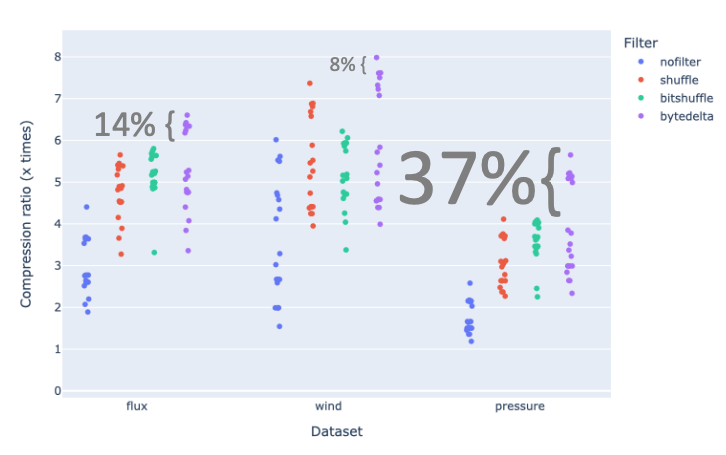 Filter
nofilter
shuffle
bitshuffle
bytedelta
8
7
6
5
4
3
2
1
0
Compression ratio (x times)
14% {
8% {
37%{
flux
wind
pressure
Dataset